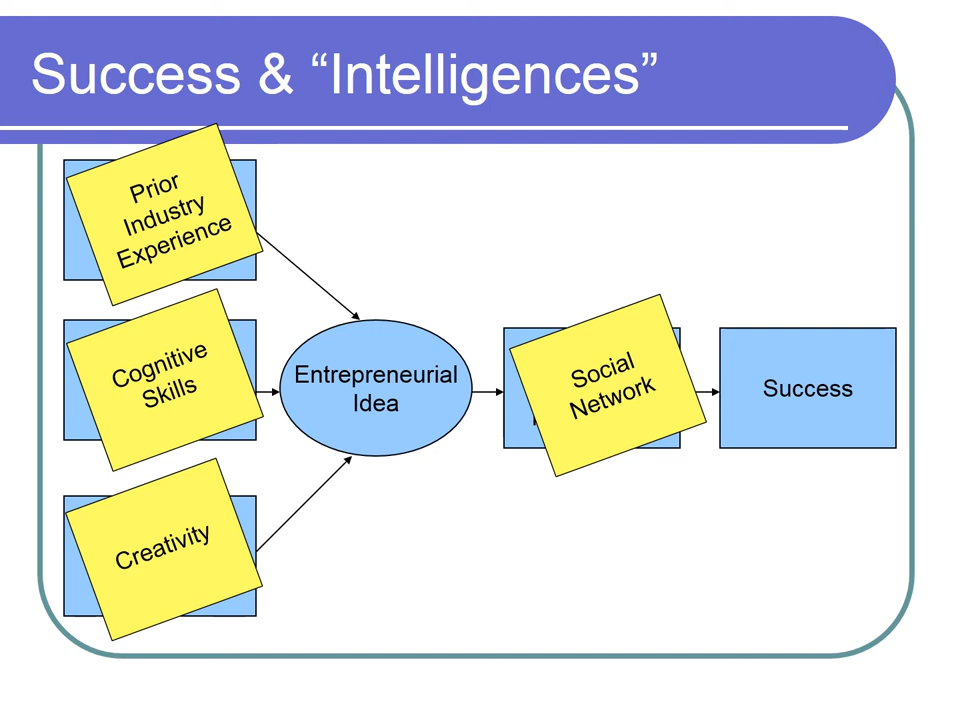 Success & “Intelligences”
Prior
Industry
Experience
Cognitive
Skills
Creativity
Entrepreneurial
Idea
Social
Network
Success